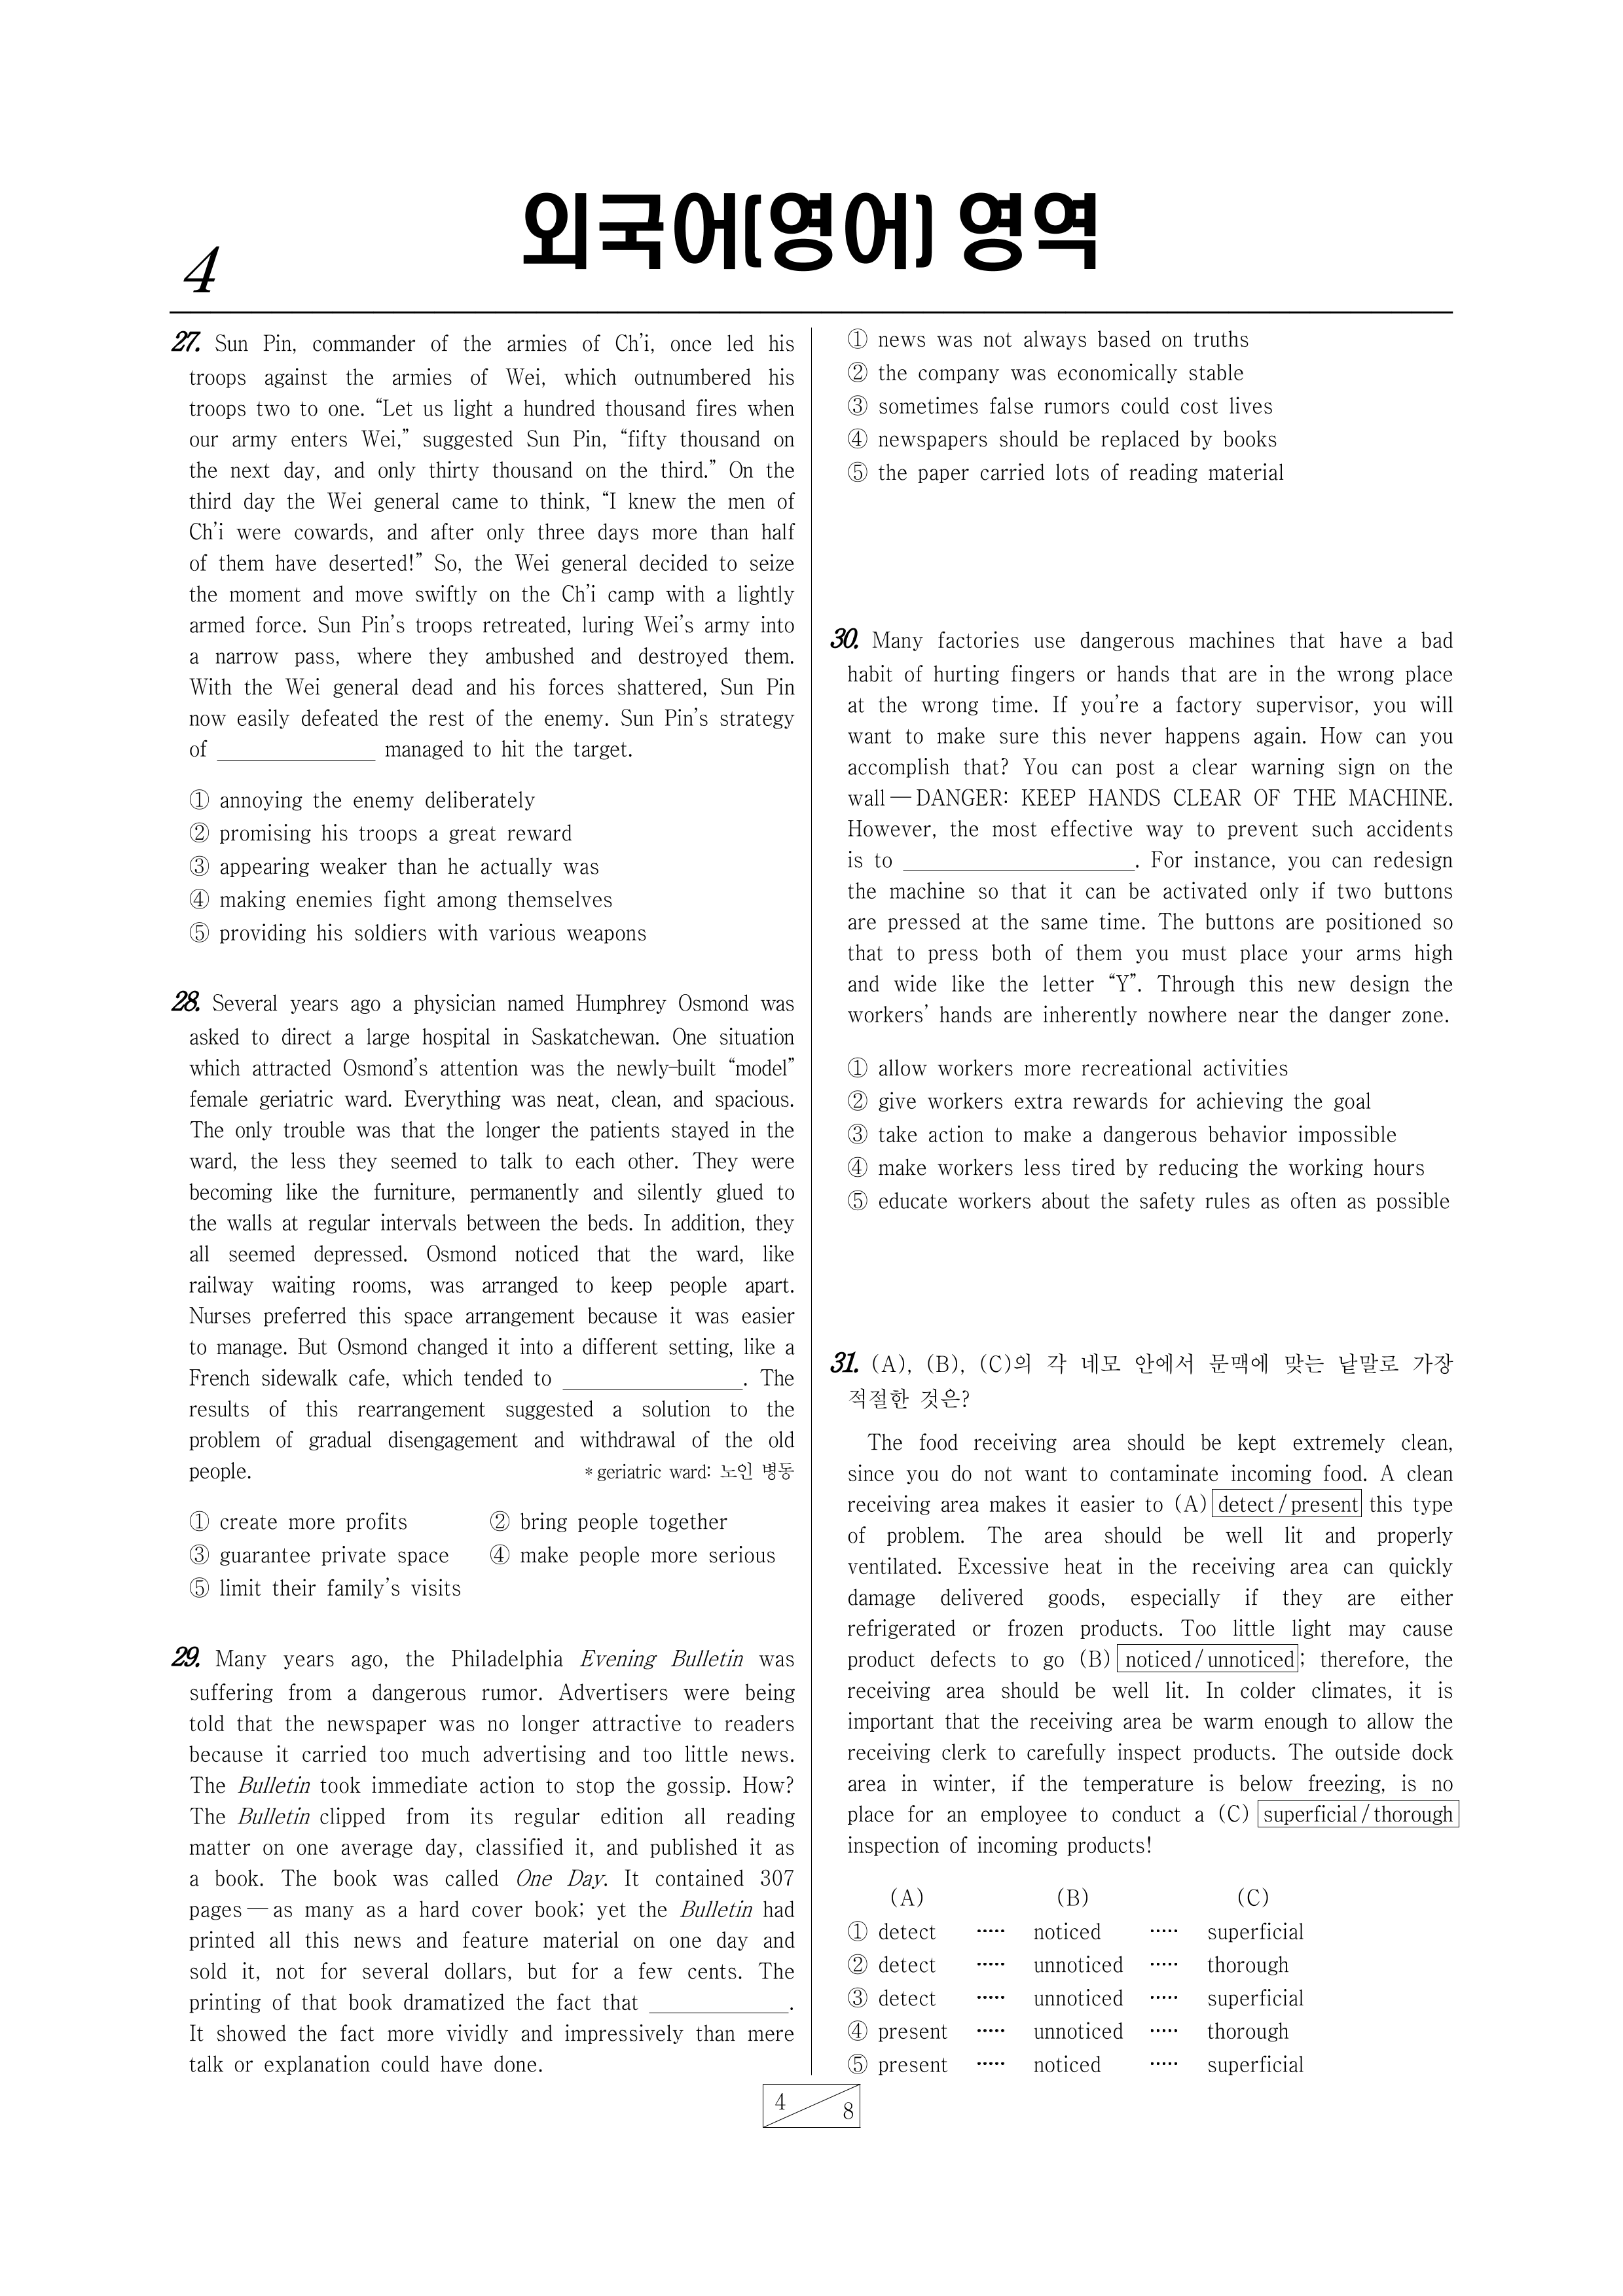 외국어(영어) 영역
4
27. Sun Pin, commander of the armies of Ch’i, once led his
troops against the armies of Wei, which outnumbered his
troops two to one. “Let us light a hundred thousand fires when
our army enters Wei,” suggested Sun Pin, “fifty thousand on
the next day, and only thirty thousand on the third.” On the
third day the Wei general came to think, “I knew the men of
Ch’i were cowards, and after only three days more than half
of them have deserted!” So, the Wei general decided to seize
the moment and move swiftly on the Ch’i camp with a lightly
armed force. Sun Pin’s troops retreated, luring Wei’s army into
a narrow pass, where they ambushed and destroyed them.
With the Wei general dead and his forces shattered, Sun Pin
now easily defeated the rest of the enemy. Sun Pin’s strategy
of ______________ managed to hit the target.
① annoying the enemy deliberately
② promising his troops a great reward
③ appearing weaker than he actually was
④ making enemies fight among themselves
⑤ providing his soldiers with various weapons
28. Several years ago a physician named Humphrey Osmond was
asked to direct a large hospital in Saskatchewan. One situation
which attracted Osmond’s attention was the newly-built “model”
female geriatric ward. Everything was neat, clean, and spacious.
The only trouble was that the longer the patients stayed in the
ward, the less they seemed to talk to each other. They were
becoming like the furniture, permanently and silently glued to
the walls at regular intervals between the beds. In addition, they
all seemed depressed. Osmond noticed that the ward, like
railway waiting rooms, was arranged to keep people apart.
Nurses preferred this space arrangement because it was easier
to manage. But Osmond changed it into a different setting, like a
French sidewalk cafe, which tended to ________________. The
results of this rearrangement suggested a solution to the
problem of gradual disengagement and withdrawal of the old
people. * geriatric ward: 노인 병동
① create more profits ② bring people together
③ guarantee private space ④ make people more serious
⑤ limit their family’s visits
29. Many years ago, the Philadelphia Evening Bulletin was
suffering from a dangerous rumor. Advertisers were being
told that the newspaper was no longer attractive to readers
because it carried too much advertising and too little news.
The Bulletin took immediate action to stop the gossip. How?
The Bulletin clipped from its regular edition all reading
matter on one average day, classified it, and published it as
a book. The book was called One Day. It contained 307
pages — as many as a hard cover book; yet the Bulletin had
printed all this news and feature material on one day and
sold it, not for several dollars, but for a few cents. The
printing of that book dramatized the fact that ____________.
It showed the fact more vividly and impressively than mere
talk or explanation could have done.
① news was not always based on truths
② the company was economically stable
③ sometimes false rumors could cost lives
④ newspapers should be replaced by books
⑤ the paper carried lots of reading material
30. Many factories use dangerous machines that have a bad
habit of hurting fingers or hands that are in the wrong place
at the wrong time. If you’re a factory supervisor, you will
want to make sure this never happens again. How can you
accomplish that? You can post a clear warning sign on the
wall — DANGER: KEEP HANDS CLEAR OF THE MACHINE.
However, the most effective way to prevent such accidents
is to ____________________. For instance, you can redesign
the machine so that it can be activated only if two buttons
are pressed at the same time. The buttons are positioned so
that to press both of them you must place your arms high
and wide like the letter “Y”. Through this new design the
workers’ hands are inherently nowhere near the danger zone.
① allow workers more recreational activities
② give workers extra rewards for achieving the goal
③ take action to make a dangerous behavior impossible
④ make workers less tired by reducing the working hours
⑤ educate workers about the safety rules as often as possible
31. (A), (B), (C)의 각 네모 안에서 문맥에 맞는 낱말로 가장
적절한 것은?
The food receiving area should be kept extremely clean,
since you do not want to contaminate incoming food. A clean
receiving area makes it easier to (A) detect / present this type
of problem. The area should be well lit and properly
ventilated. Excessive heat in the receiving area can quickly
damage delivered goods, especially if they are either
refrigerated or frozen products. Too little light may cause
product defects to go (B) noticed / unnoticed; therefore, the
receiving area should be well lit. In colder climates, it is
important that the receiving area be warm enough to allow the
receiving clerk to carefully inspect products. The outside dock
area in winter, if the temperature is below freezing, is no
place for an employee to conduct a (C) superficial / thorough
inspection of incoming products!
(A) (B) (C)
① detect ····· noticed ····· superficial
② detect ····· unnoticed ····· thorough
③ detect ····· unnoticed ····· superficial
④ present ····· unnoticed ····· thorough
⑤ present ····· noticed ····· superficial
4
8